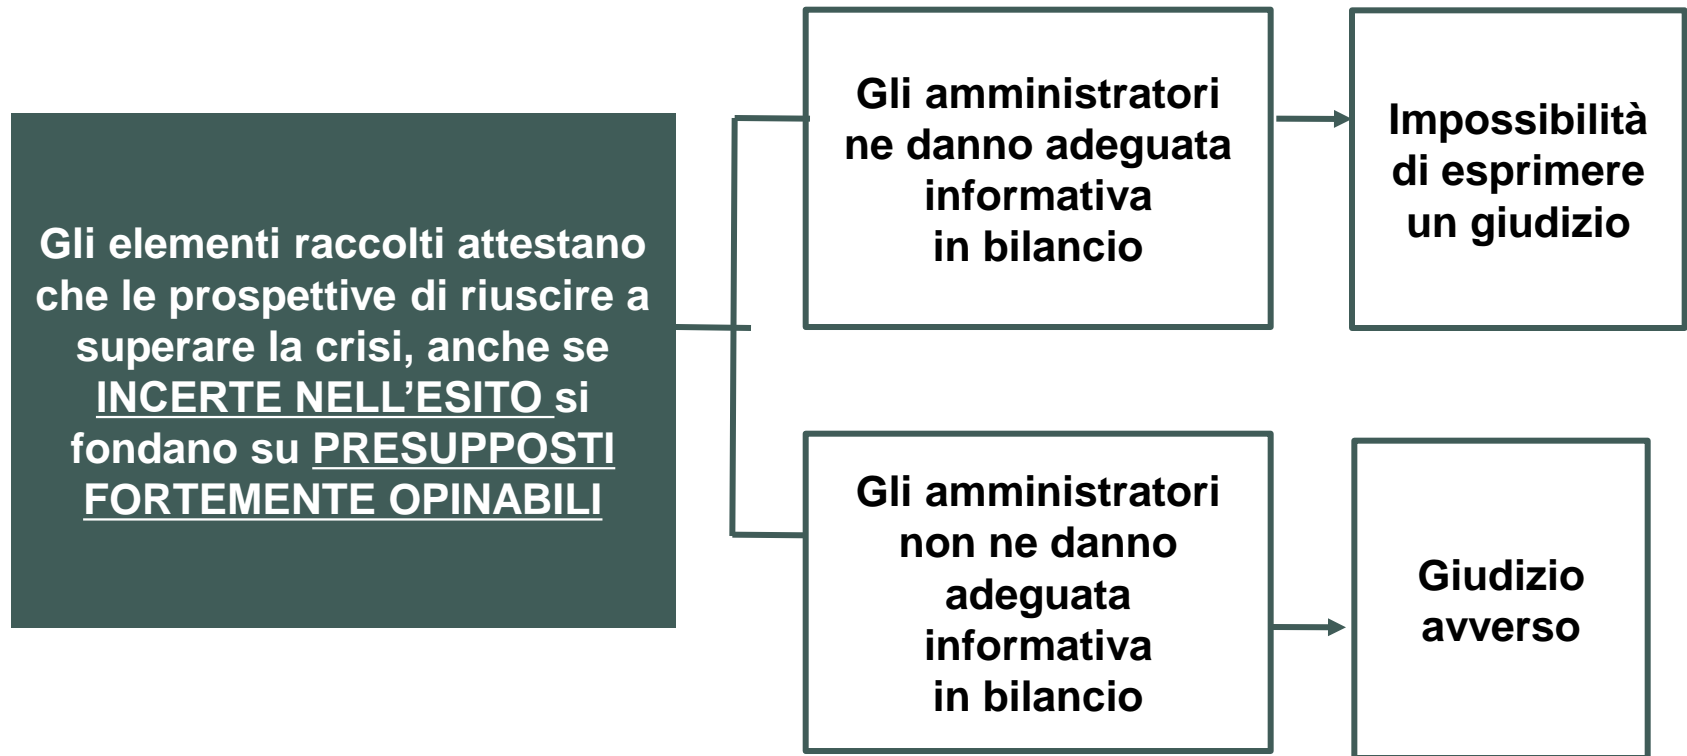 Gli elementi raccolti attestano
che le prospettive di riuscire a
superare la crisi, anche se
INCERTE NELL’ESITO si
fondano su PRESUPPOSTI
FORTEMENTE OPINABILI
Gli amministratori
ne danno adeguata
informativa
in bilancio
Impossibilità
di esprimere
un giudizio
Gli amministratori
non ne danno
adeguata
informativa
in bilancio
Giudizio
avverso